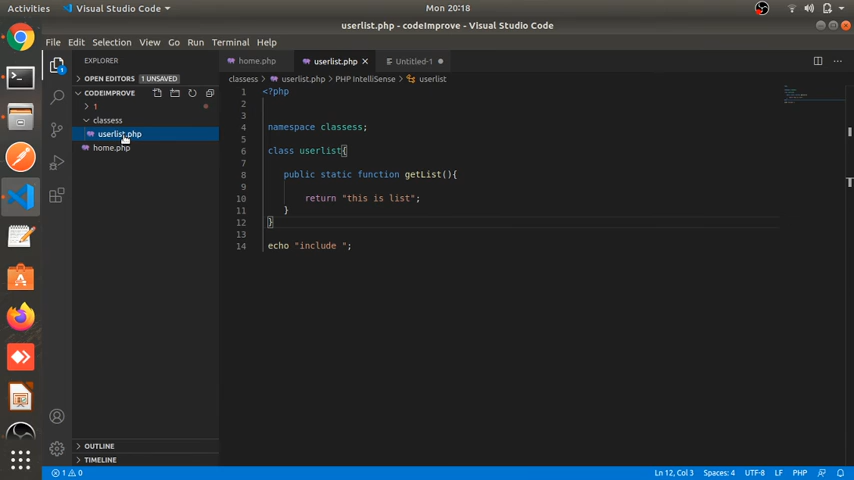 Activities
Visual Studio Code
Mon 20:18
userlist.php - codeImprove - Visual Studio Code
File Edit Selection View Go Run Terminal Help
EXPLORER
home.php
userlist.php
Untitled-1
OPEN EDITORS 1 UNSAVED
classess > userlist.php > PHP IntelliSense > userlist
CODEIMPROVE
1
classess
userlist.php
home.php
1 <?php
2
3
4 namespace classess;
5
6 class userlist{
7
8 public static function getList(){
9
10 return "this is list";
11 }
12 }
13
14 echo "include ";
OUTLINE
TIMELINE
1 0
Ln 12, Col 3 Spaces: 4 UTF-8 LF PHP